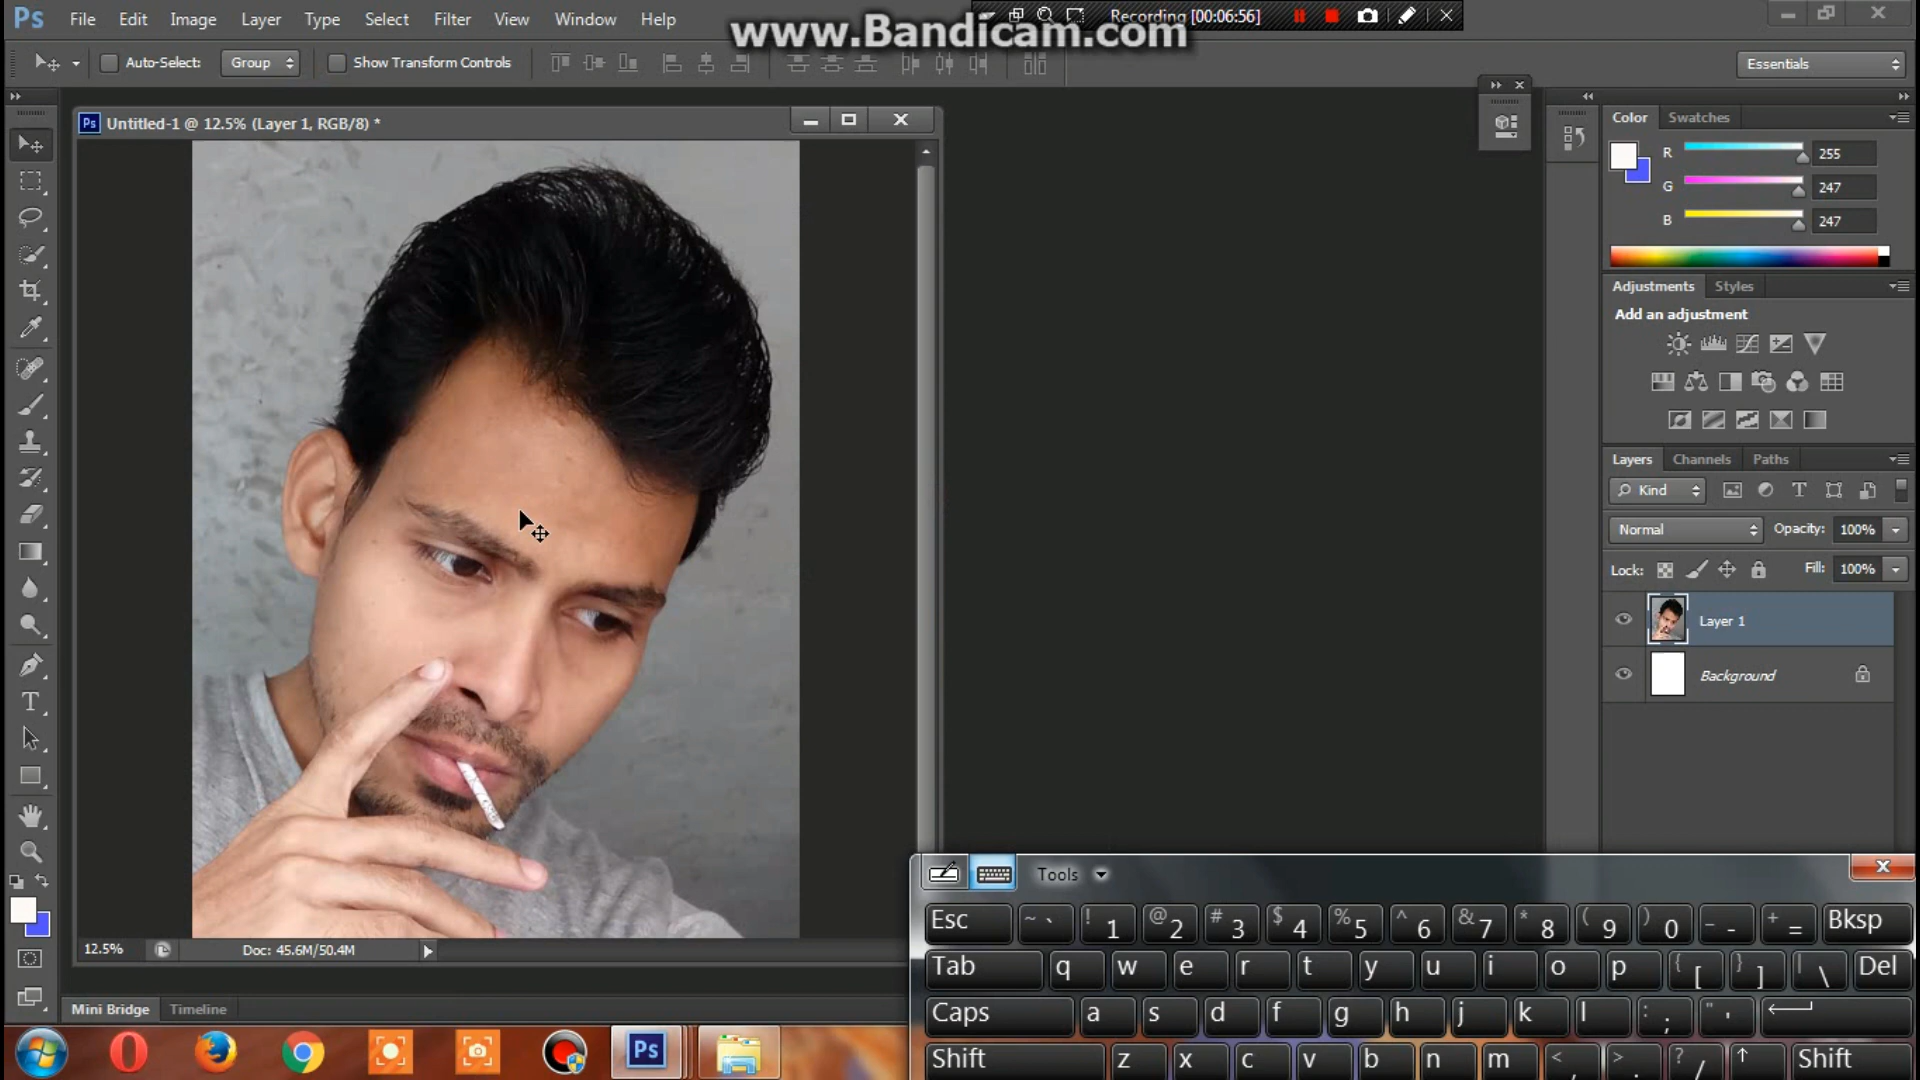 Ps File Edit Image Layer Type Select Filter View Window Help
Recording [00:06:56]
www.Bandicam.com
Auto-Select: Group Show Transform Controls
Essentials
Ps Untitled-1 @ 12.5% (Layer 1, RGB/8) *
Color Swatches
R 255
G 247
B 247
Adjustments Styles
Add an adjustment
Layers Channels Paths
Kind
Normal Opacity: 100%
Lock: Fill: 100%
Layer 1
Background
12.5% Doc: 45.6M/50.4M
Mini Bridge Timeline
Ps
Tools
Esc ~ ` ! 1 @ 2 # 3 $ 4 % 5 ^ 6 & 7 * 8 ( 9 ) 0 _ - + = Bksp
Tab q w e r t y u i o p { [ } ] | \ Del
Caps a s d f g h j k l : ; " '
Shift z x c v b n m < , > . ? / Shift